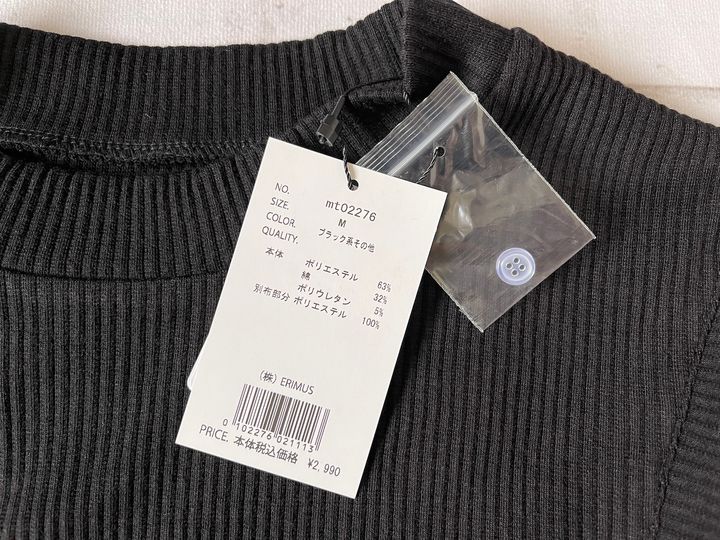 NO. mt02276
SIZE. M
COLOR. ブラック系その他
QUALITY.
本体 ポリエステル 63%
綿 32%
ポリウレタン 5%
別布部分 ポリエステル 100%
(株) ERIMUS
0102276021113
PRICE. 本体税込価格 ¥2,990